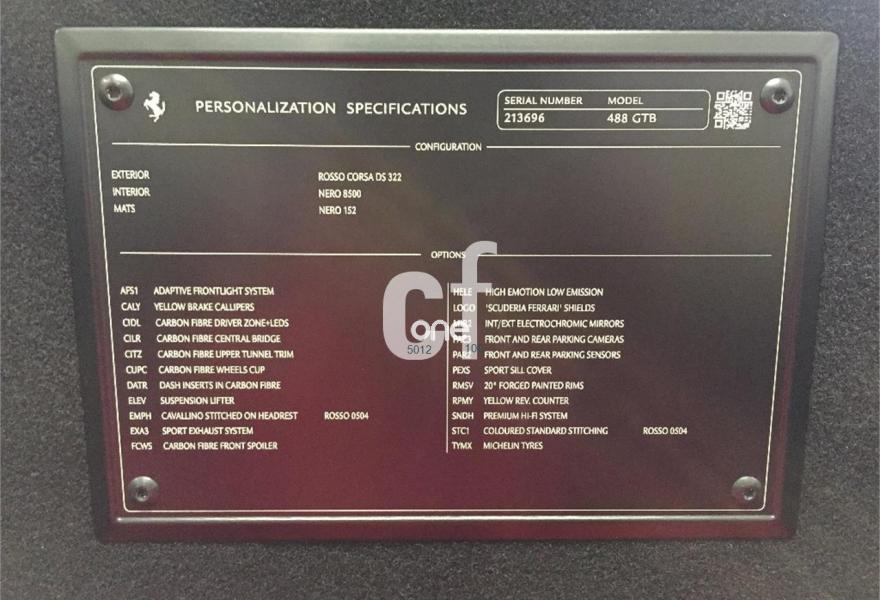 PERSONALIZATION SPECIFICATIONS
SERIAL NUMBER MODEL
213696 488 GTB
CONFIGURATION
EXTERIOR ROSSO CORSA DS 322
INTERIOR NERO 8500
MATS NERO 152
OPTIONS
AFS1 ADAPTIVE FRONTLIGHT SYSTEM
CALY YELLOW BRAKE CALLIPERS
CIDL CARBON FIBRE DRIVER ZONE+LEDS
CILR CARBON FIBRE CENTRAL BRIDGE
CITZ CARBON FIBRE UPPER TUNNEL TRIM
CUPC CARBON FIBRE WHEELS CUP
DATR DASH INSERTS IN CARBON FIBRE
ELEV SUSPENSION LIFTER
EMPH CAVALLINO STITCHED ON HEADREST ROSSO 0504
EXA3 SPORT EXHAUST SYSTEM
FCWS CARBON FIBRE FRONT SPOILER
HELE HIGH EMOTION LOW EMISSION
LOGO 'SCUDERIA FERRARI' SHIELDS
INT/EXT ELECTROCHROMIC MIRRORS
FRONT AND REAR PARKING CAMERAS
FRONT AND REAR PARKING SENSORS
PEXS SPORT SILL COVER
RMSV 20" FORGED PAINTED RIMS
RPMY YELLOW REV. COUNTER
SNDH PREMIUM HI-FI SYSTEM
STC1 COLOURED STANDARD STITCHING ROSSO 0504
TYMX MICHELIN TYRES
cf
one
5012